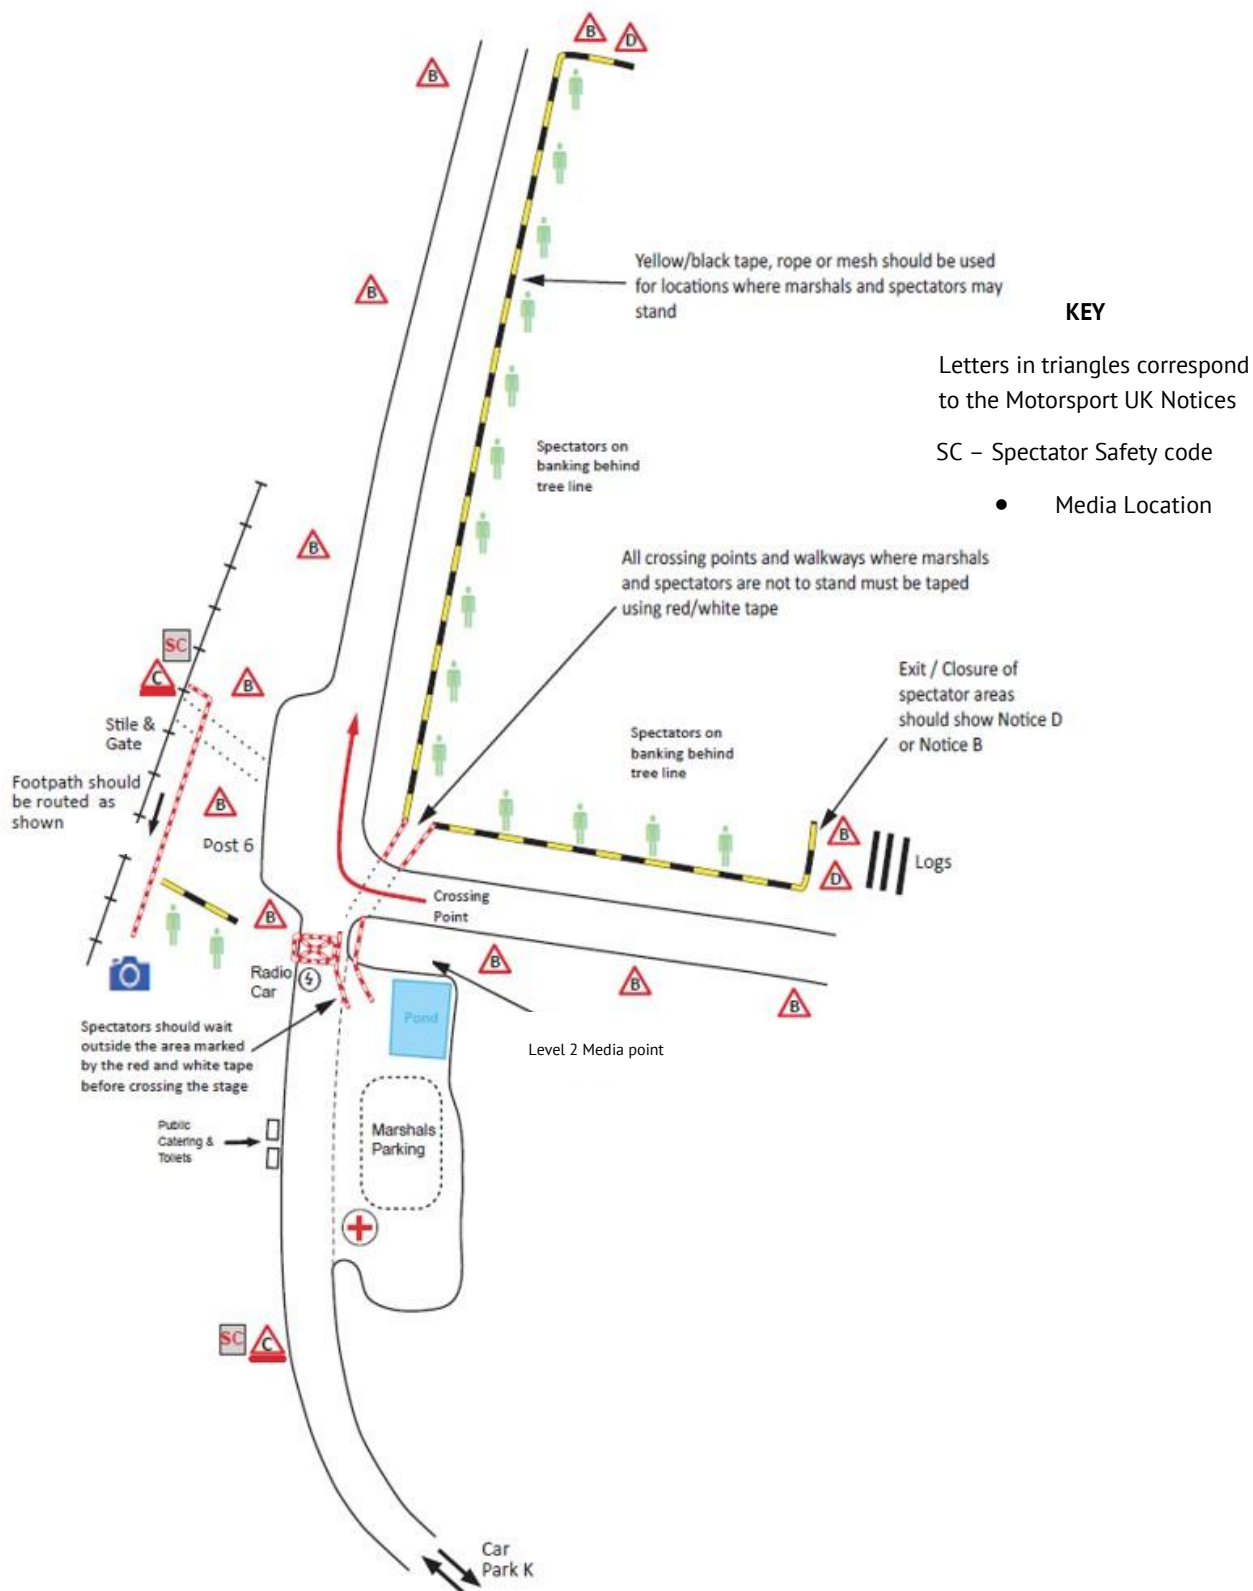 B
D
B
Yellow/black tape, rope or mesh should be used
for locations where marshals and spectators may
stand
B
KEY
Letters in triangles correspond
to the Motorsport UK Notices
SC – Spectator Safety code
• Media Location
Spectators on
banking behind
tree line
B
All crossing points and walkways where marshals
and spectators are not to stand must be taped
using red/white tape
SC
C
B
Stile &
Gate
Exit / Closure of
spectator areas
should show Notice D
or Notice B
Spectators on
banking behind
tree line
Footpath should
be routed as
shown
B
Post 6
B
D
Logs
Crossing
Point
B
B
B
B
Radio
Car
Spectators should wait
outside the area marked
by the red and white tape
before crossing the stage
Pond
Level 2 Media point
Public
Catering &
Toilets
Marshals
Parking
SC
C
Car
Park K